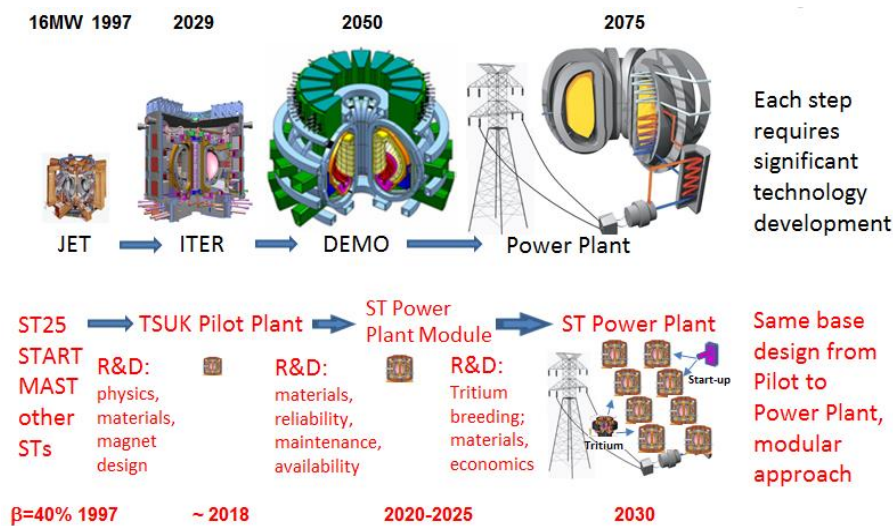 16MW 1997 2029 2050 2075
Each step
requires
significant
technology
development
JET ITER DEMO Power Plant
ST25
START
MAST
other
STs
TSUK Pilot Plant
R&D:
physics,
materials,
magnet
design
ST Power
Plant Module
R&D:
materials,
reliability,
maintenance,
availability
ST Power Plant
R&D:
Tritium
breeding;
materials,
economics
Start-up
Tritium
Same base
design from
Pilot to
Power Plant,
modular
approach
β=40% 1997 ~ 2018 2020-2025 2030